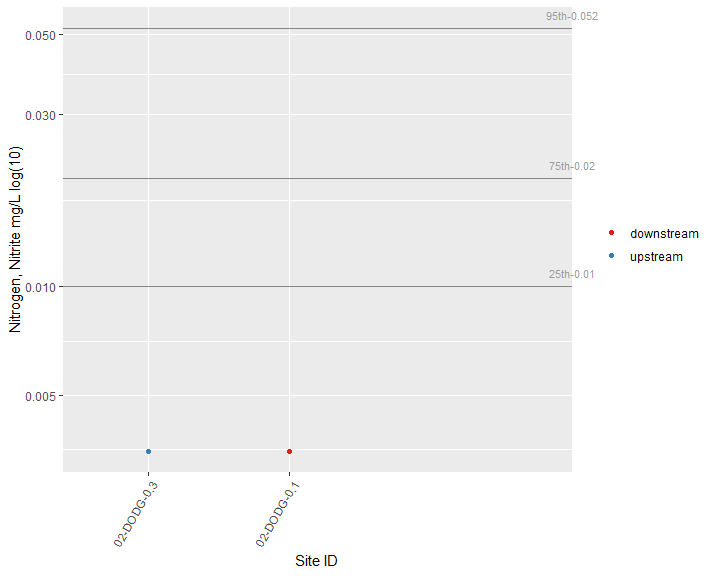 95th-0.052
0.050
0.030
75th-0.02
25th-0.01
0.010
0.005
Nitrogen, Nitrite mg/L log(10)
02-DODG-0.3
02-DODG-0.1
Site ID
downstream
upstream